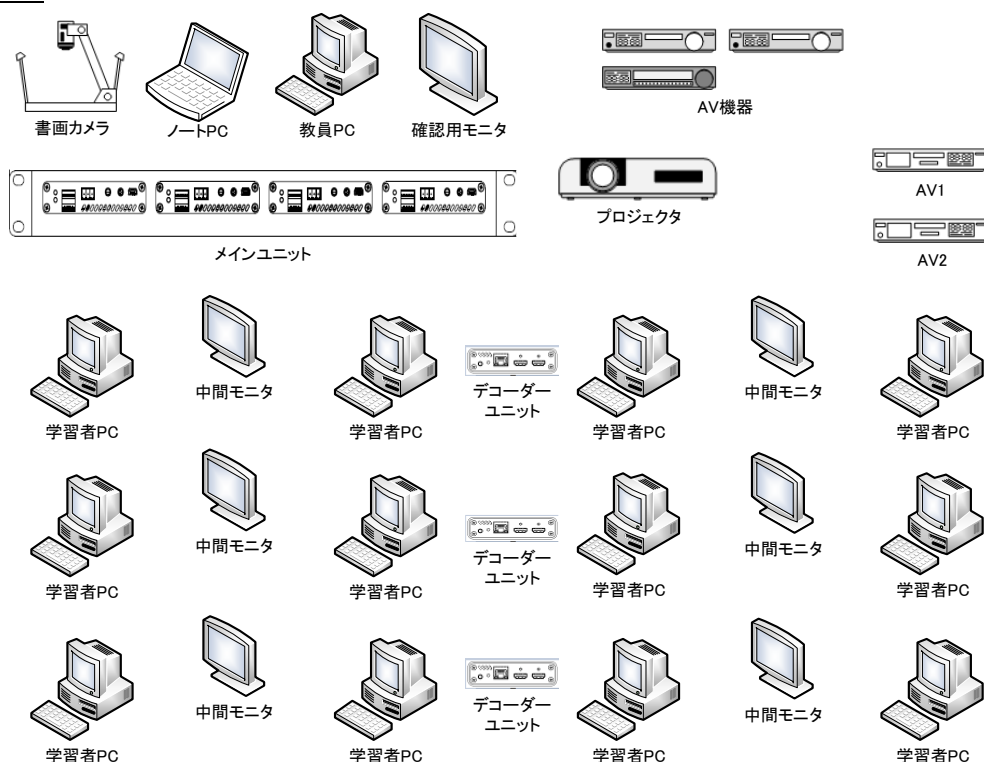 書画カメラ
ノートPC
教員PC
確認用モニタ
AV機器
メインユニット
プロジェクタ
AV1
AV2
学習者PC
中間モニタ
学習者PC
デコーダー
ユニット
学習者PC
中間モニタ
学習者PC
学習者PC
中間モニタ
学習者PC
デコーダー
ユニット
学習者PC
中間モニタ
学習者PC
学習者PC
中間モニタ
学習者PC
デコーダー
ユニット
学習者PC
中間モニタ
学習者PC